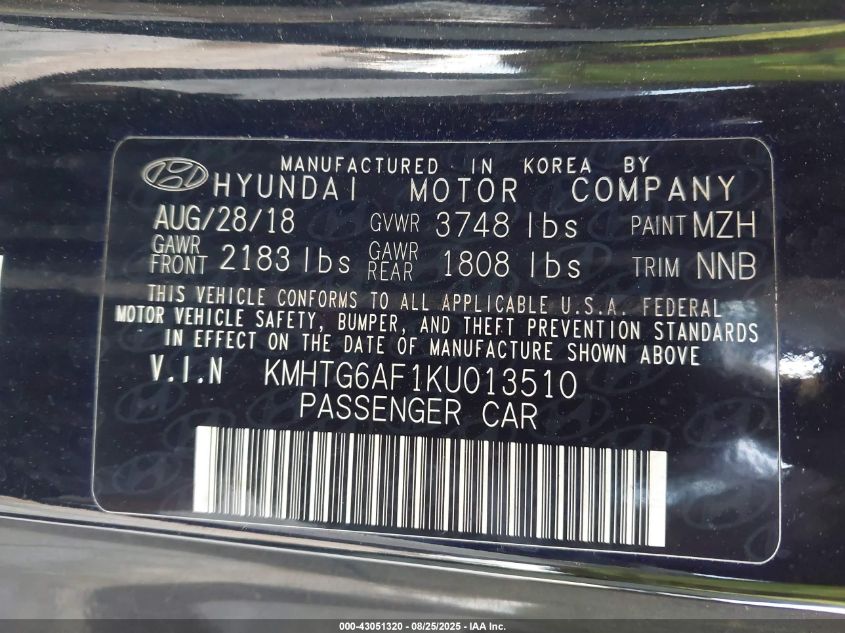 MANUFACTURED IN KOREA BY
HYUNDAI MOTOR COMPANY
AUG/28/18 GVWR 3748 lbs PAINT MZH
GAWR FRONT 2183 lbs GAWR REAR 1808 lbs TRIM NNB
THIS VEHICLE CONFORMS TO ALL APPLICABLE U.S.A. FEDERAL
MOTOR VEHICLE SAFETY, BUMPER, AND THEFT PREVENTION STANDARDS
IN EFFECT ON THE DATE OF MANUFACTURE SHOWN ABOVE
V.I.N KMHTG6AF1KU013510
PASSENGER CAR
000-43051320 - 08/25/2025 - IAA Inc.